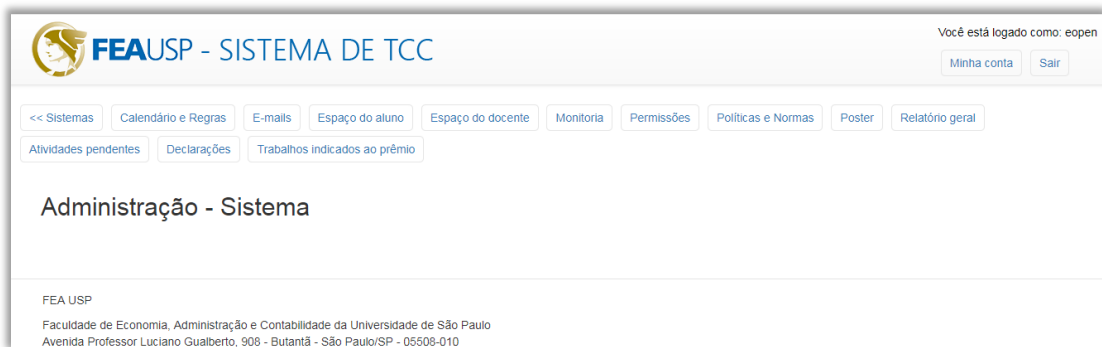 FEAUSP - SISTEMA DE TCC
Você está logado como: eopen
Minha conta Sair
<< Sistemas Calendário e Regras E-mails Espaço do aluno Espaço do docente Monitoria Permissões Políticas e Normas Poster Relatório geral
Atividades pendentes Declarações Trabalhos indicados ao prêmio
Administração - Sistema
FEA USP
Faculdade de Economia, Administração e Contabilidade da Universidade de São Paulo
Avenida Professor Luciano Gualberto, 908 - Butantã - São Paulo/SP - 05508-010